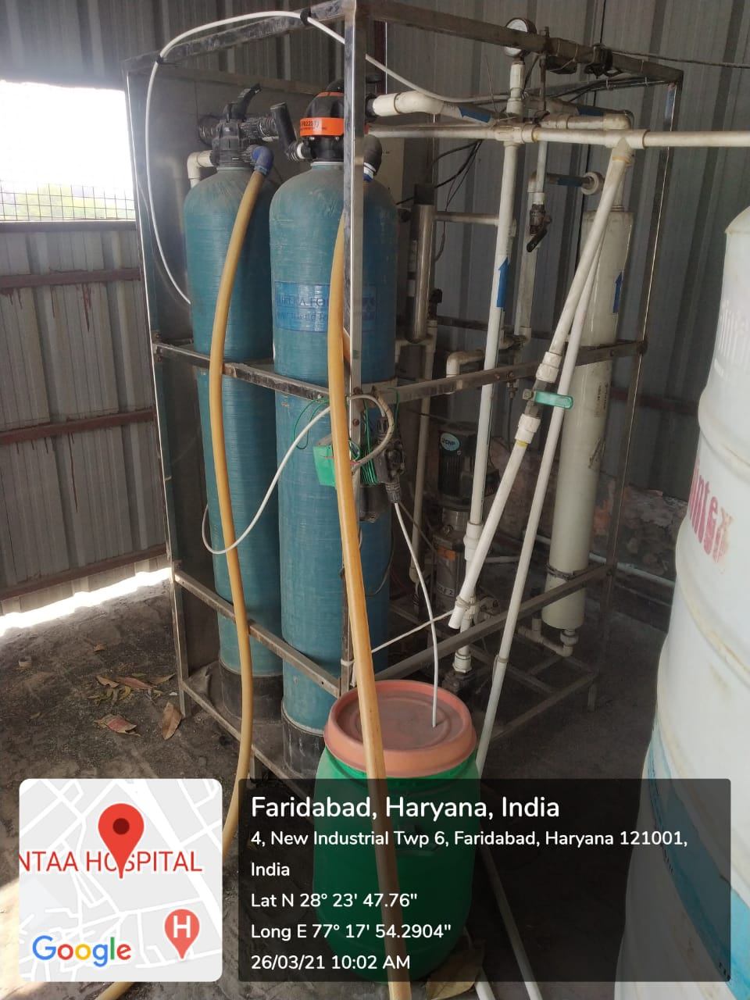 CNP
NTAA HOSPITAL
H
Google
Faridabad, Haryana, India
4, New Industrial Twp 6, Faridabad, Haryana 121001,
India
Lat N 28° 23' 47.76"
Long E 77° 17' 54.2904"
26/03/21 10:02 AM